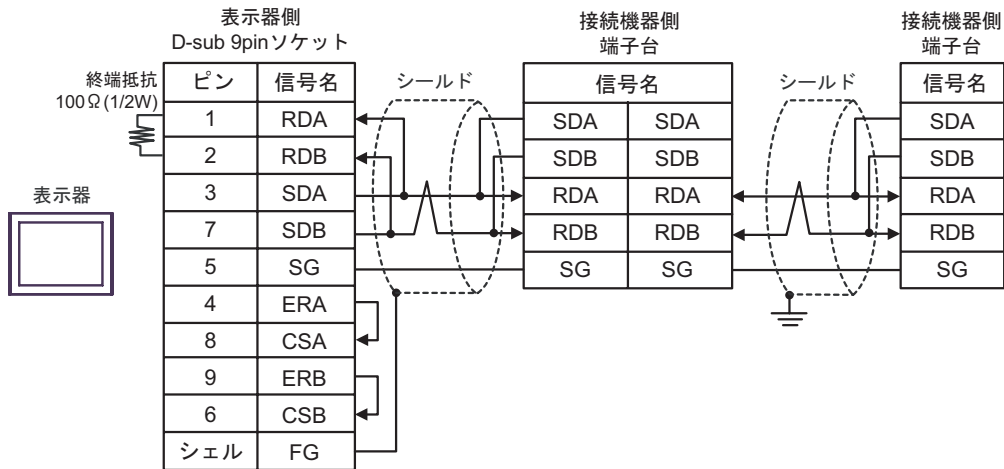 表示器側
D-sub 9pinソケット
接続機器側
端子台
接続機器側
端子台
終端抵抗
100Ω(1/2W)
ピン 信号名
シールド
信号名
シールド
信号名
1 RDA
SDA SDA
SDA
2 RDB
SDB SDB
SDB
表示器
3 SDA
RDA RDA
RDA
7 SDB
RDB RDB
RDB
5 SG
SG SG
SG
4 ERA
8 CSA
9 ERB
6 CSB
シェル FG